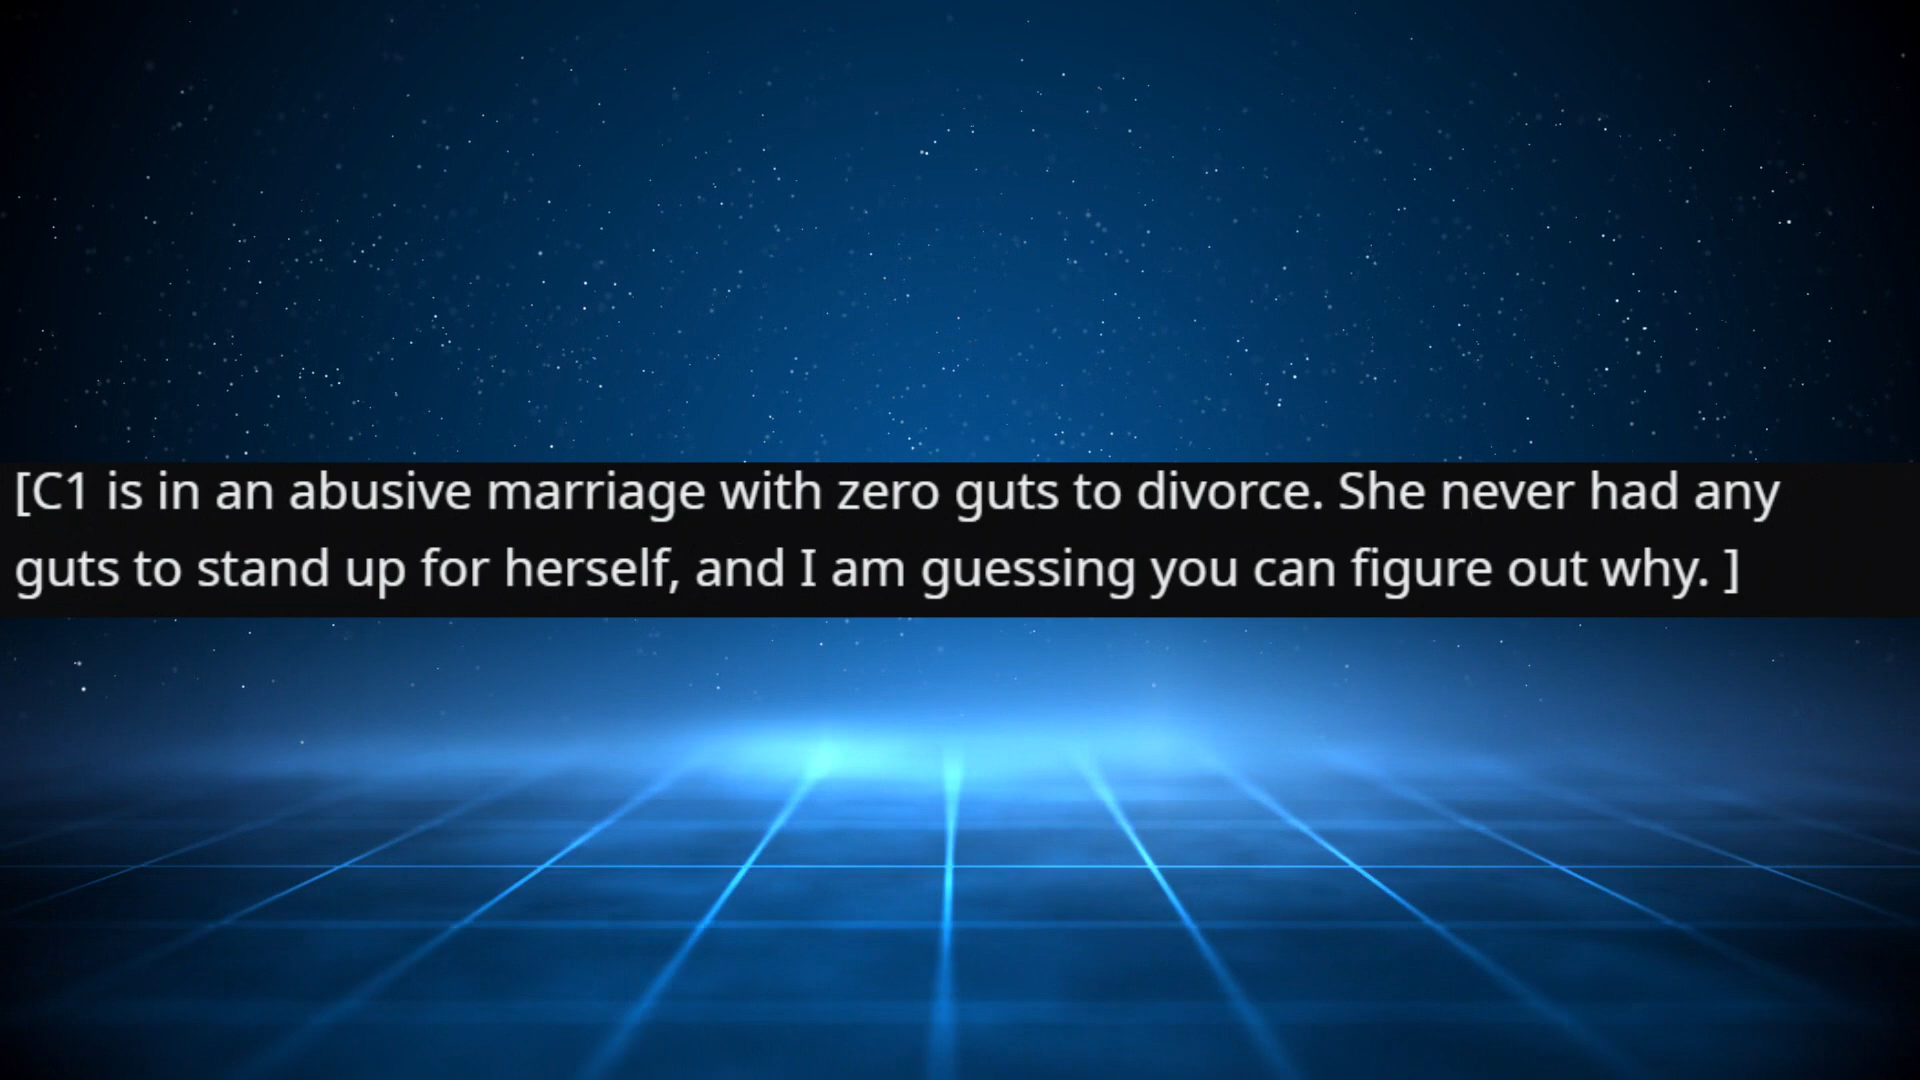 [C1 is in an abusive marriage with zero guts to divorce. She never had any
guts to stand up for herself, and I am guessing you can figure out why. ]